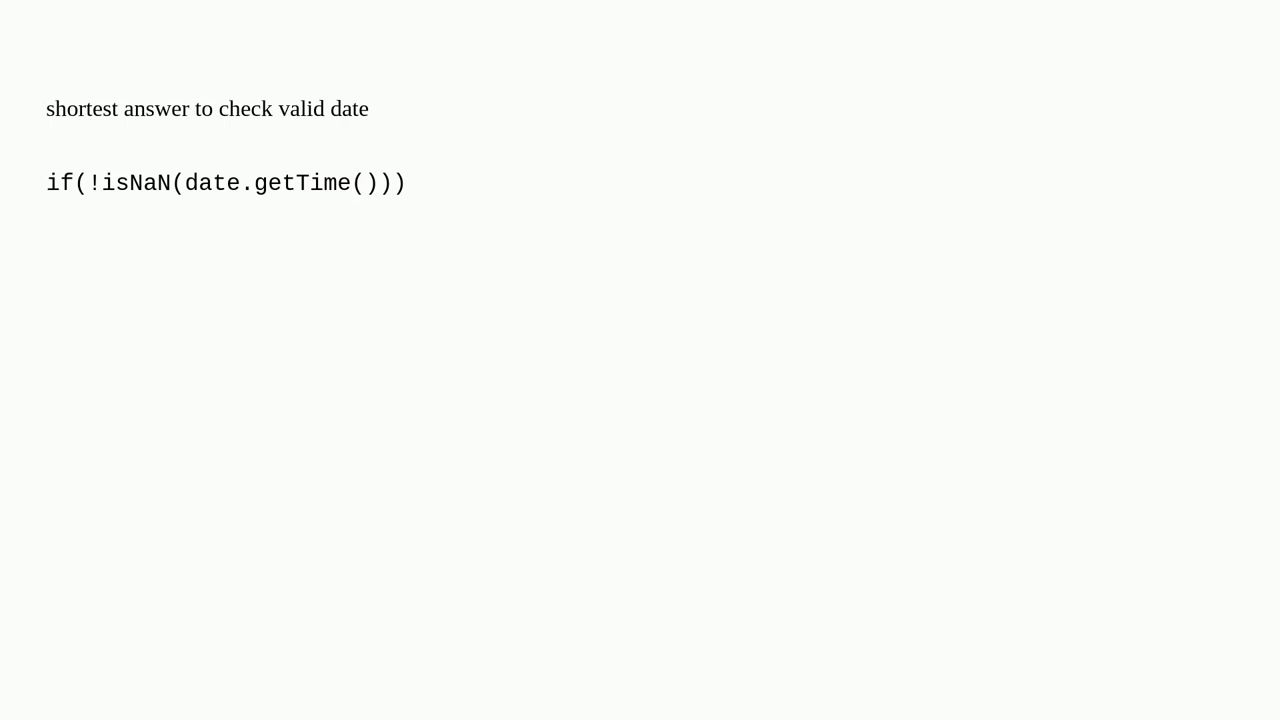 shortest answer to check valid date
if(!isNaN(date.getTime()))